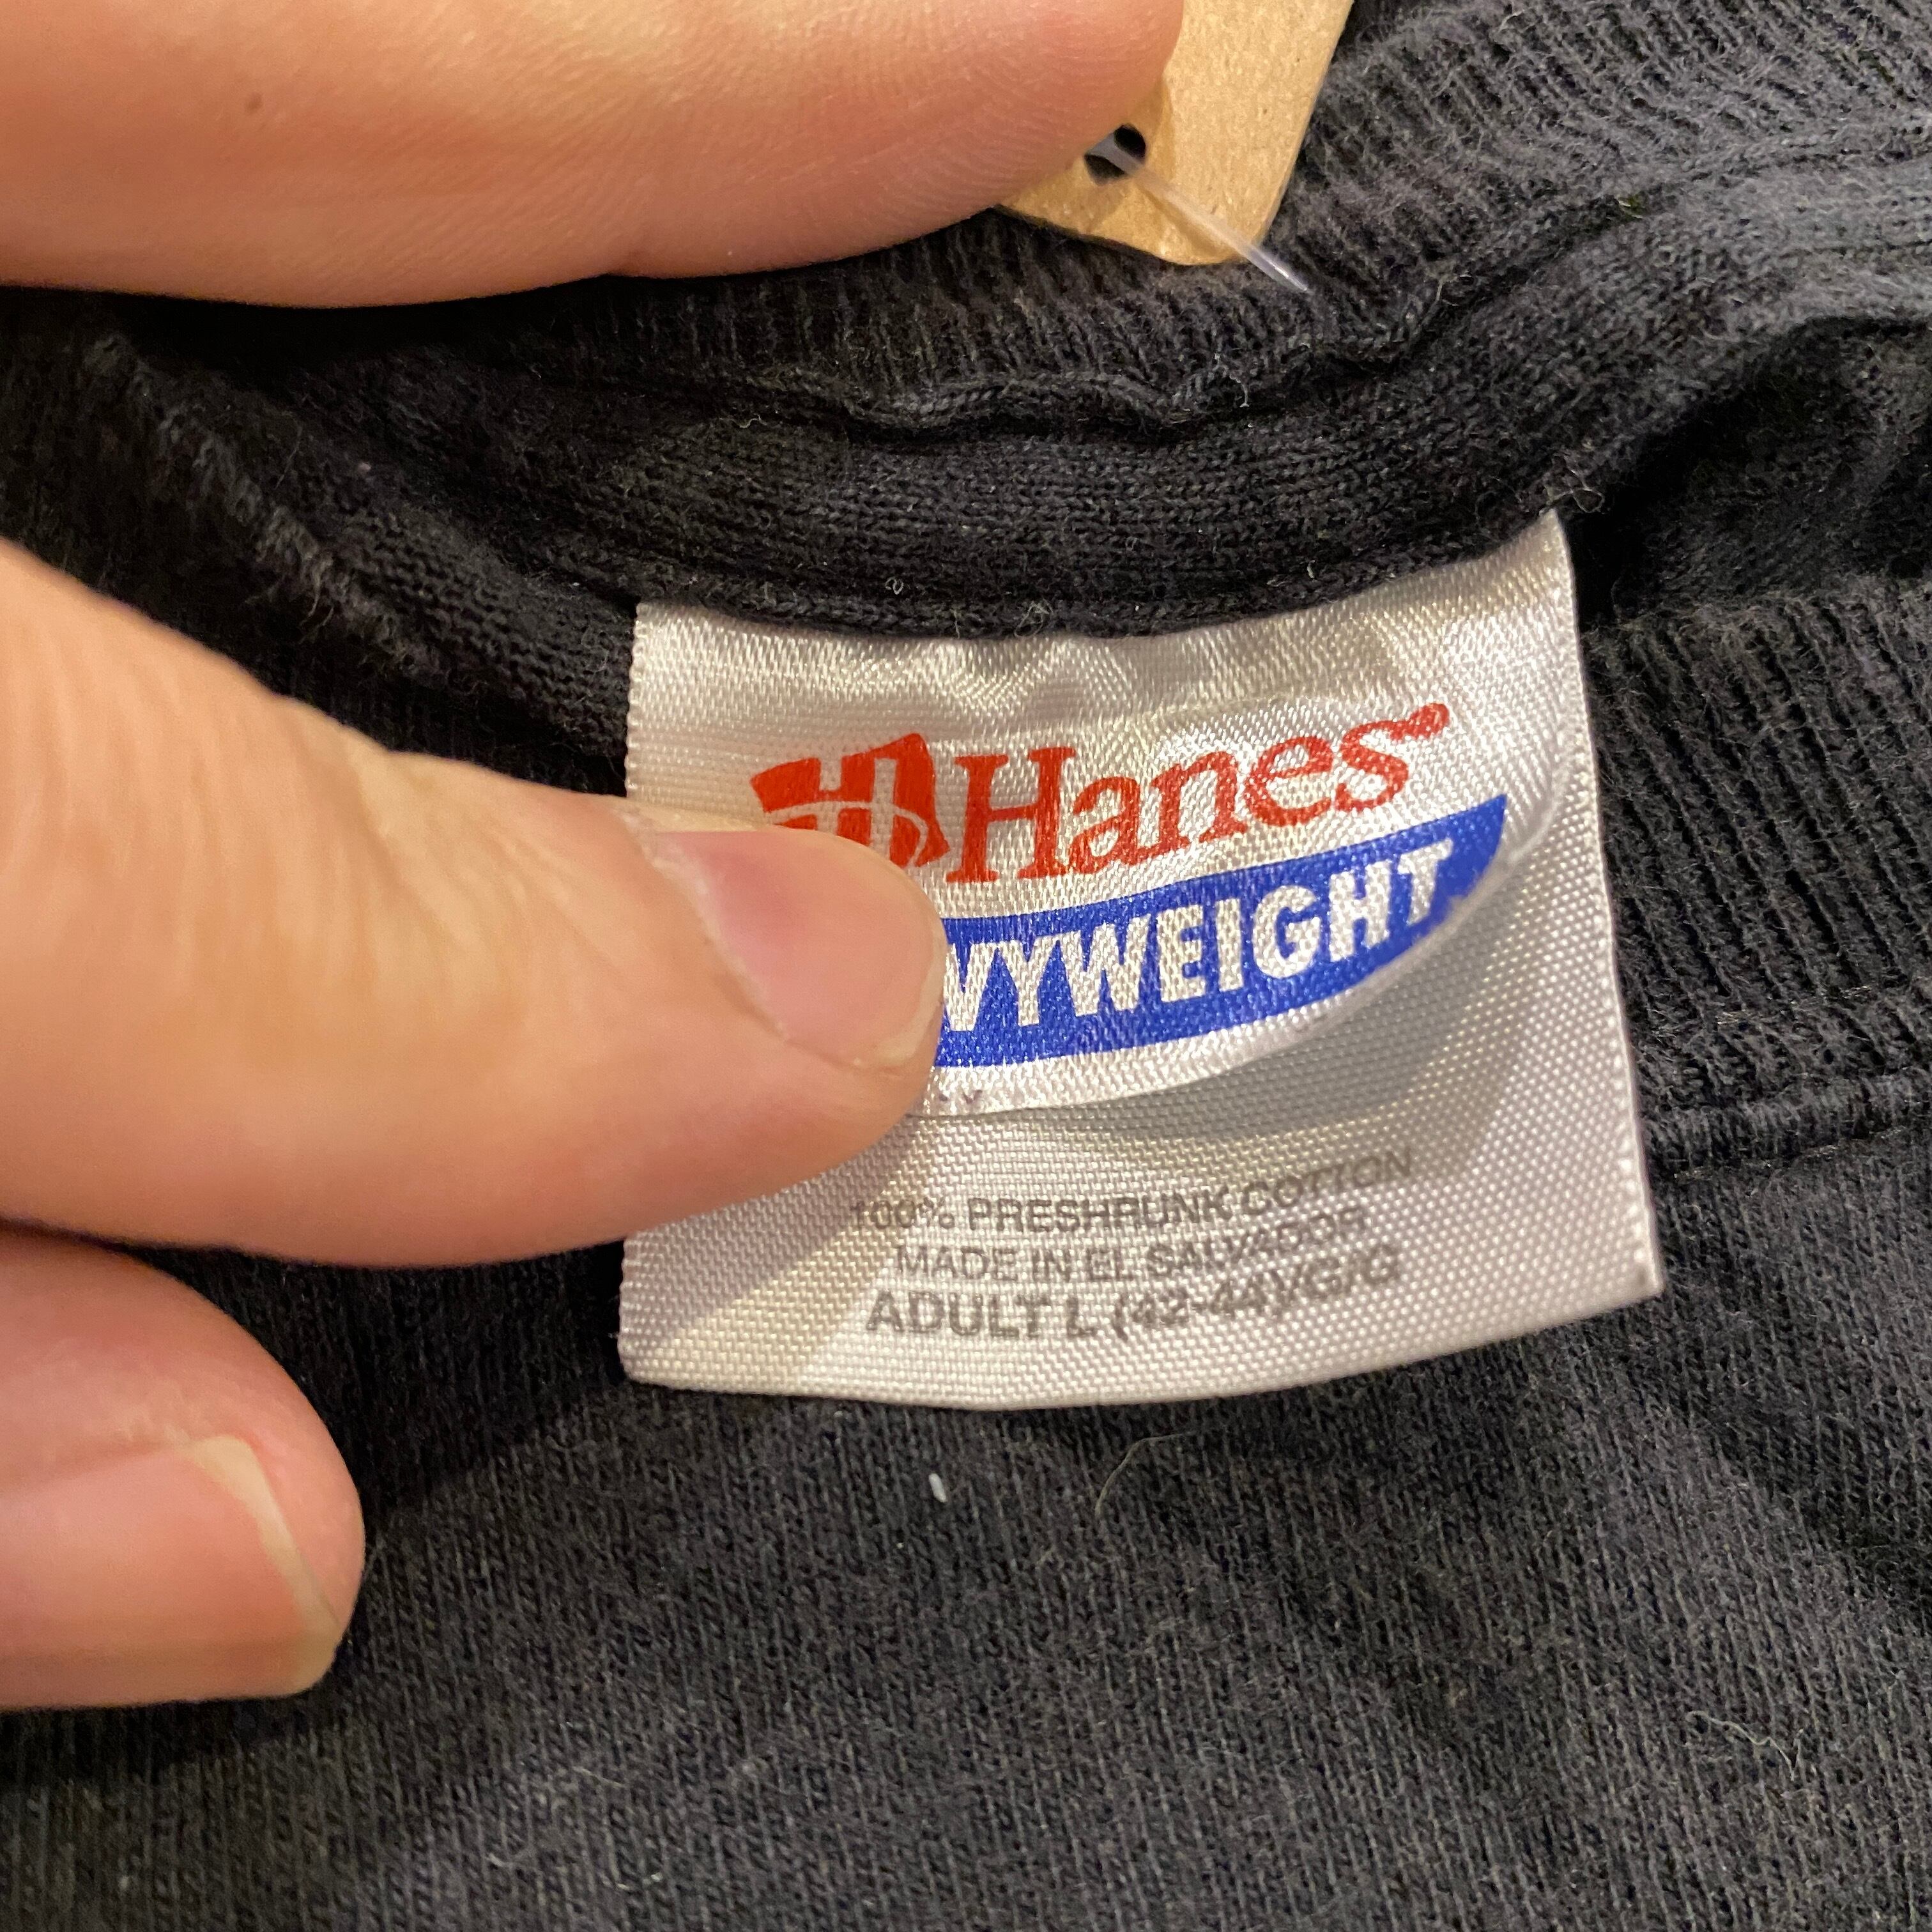 Hanes
VYWEIGHT
100% PRESHRUNK COTTON
MADE IN EL SALVADOR
ADULT L (42-44)/G/G